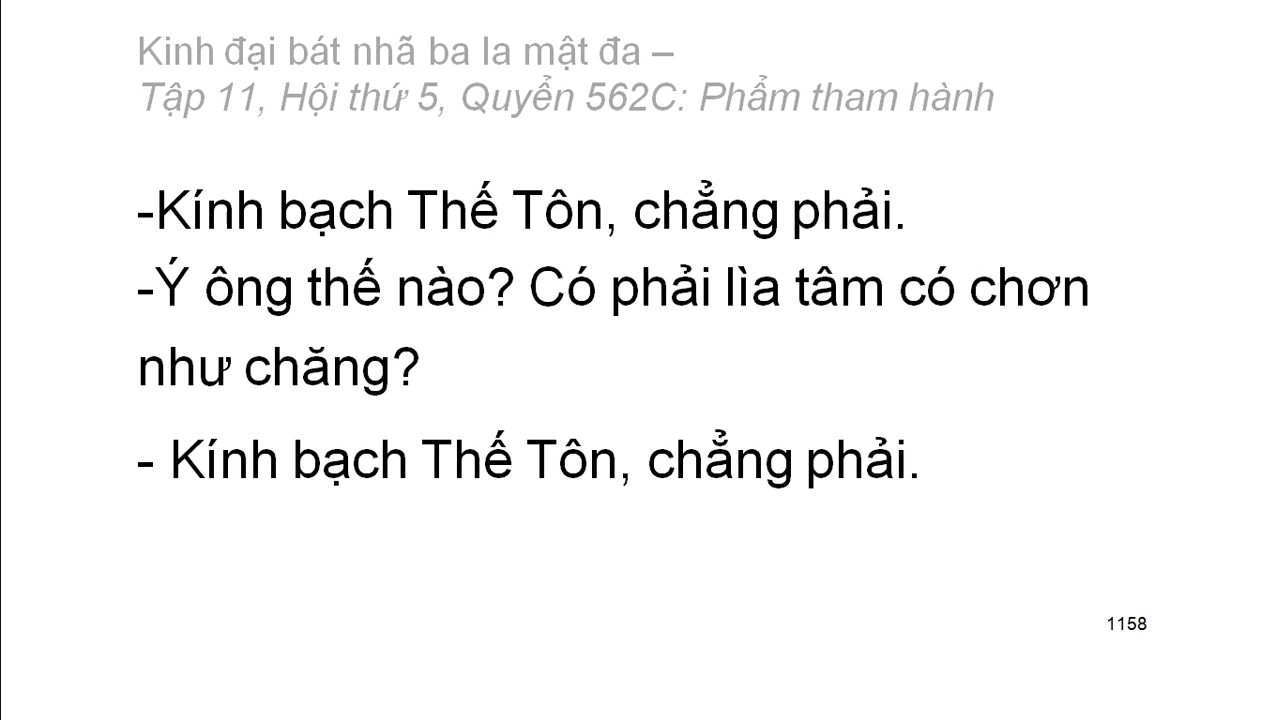 Kinh đại bát nhã ba la mật đa –
Tập 11, Hội thứ 5, Quyển 562C: Phẩm tham hành
-Kính bạch Thế Tôn, chẳng phải.
-Ý ông thế nào? Có phải lìa tâm có chơn
như chăng?
- Kính bạch Thế Tôn, chẳng phải.
1158